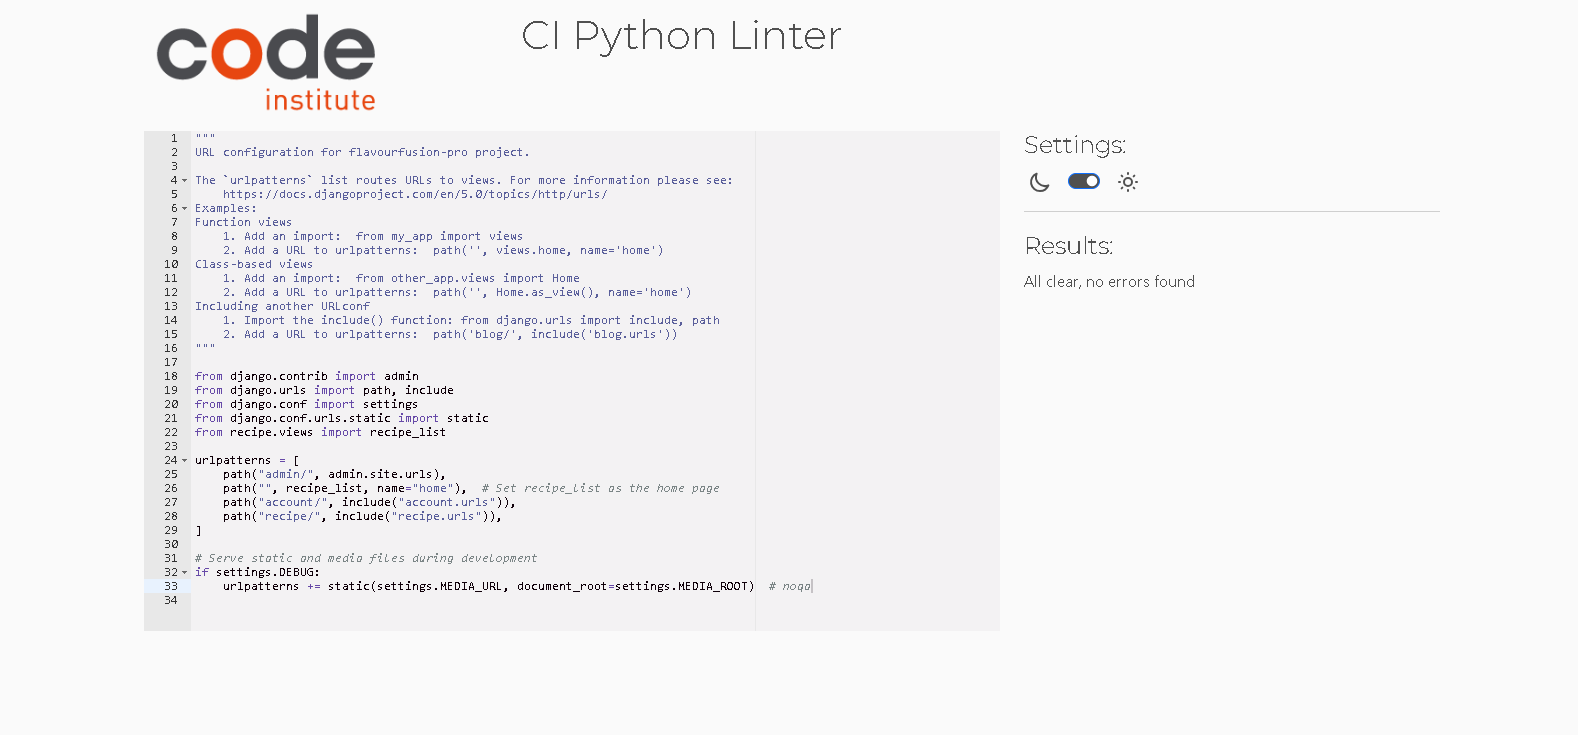 code
institute
CI Python Linter
1 """
2 URL configuration for flavourfusion-pro project.
3
4 The `urlpatterns` list routes URLs to views. For more information please see:
5     https://docs.djangoproject.com/en/5.0/topics/http/urls/
6 Examples:
7 Function views
8     1. Add an import:  from my_app import views
9     2. Add a URL to urlpatterns:  path('', views.home, name='home')
10 Class-based views
11     1. Add an import:  from other_app.views import Home
12     2. Add a URL to urlpatterns:  path('', Home.as_view(), name='home')
13 Including another URLconf
14     1. Import the include() function: from django.urls import include, path
15     2. Add a URL to urlpatterns:  path('blog/', include('blog.urls'))
16 """
17
18 from django.contrib import admin
19 from django.urls import path, include
20 from django.conf import settings
21 from django.conf.urls.static import static
22 from recipe.views import recipe_list
23
24 urlpatterns = [
25     path("admin/", admin.site.urls),
26     path("", recipe_list, name="home"),  # Set recipe_list as the home page
27     path("account/", include("account.urls")),
28     path("recipe/", include("recipe.urls")),
29 ]
30
31 # Serve static and media files during development
32 if settings.DEBUG:
33     urlpatterns += static(settings.MEDIA_URL, document_root=settings.MEDIA_ROOT)  # noqa
34
Settings:
Results:
All clear, no errors found